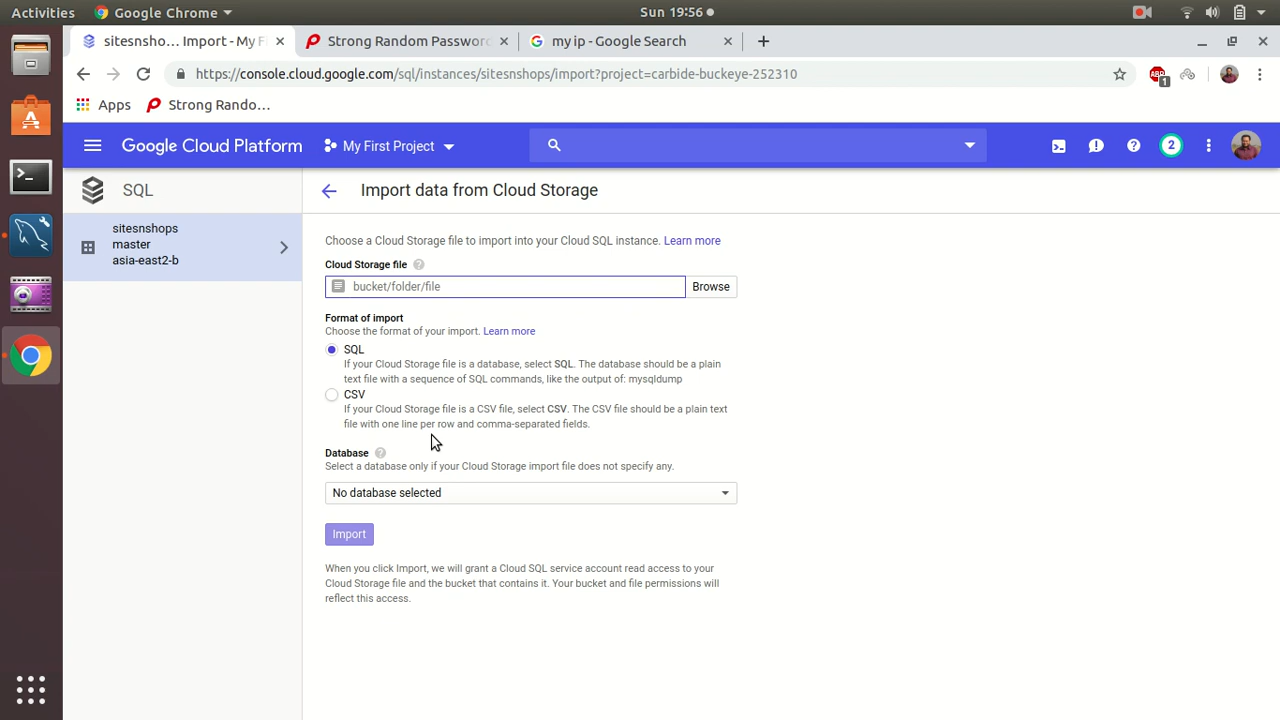 Activities
Google Chrome
Sun 19:56
sitesnsho… Import - My F
Strong Random Password
my ip - Google Search
https://console.cloud.google.com/sql/instances/sitesnshops/import?project=carbide-buckeye-252310
ABP
1
Apps
Strong Rando…
Google Cloud Platform
My First Project
2
SQL
Import data from Cloud Storage
sitesnshops
master
asia-east2-b
Choose a Cloud Storage file to import into your Cloud SQL instance. Learn more
Cloud Storage file
bucket/folder/file
Browse
Format of import
Choose the format of your import. Learn more
SQL
If your Cloud Storage file is a database, select SQL. The database should be a plain
text file with a sequence of SQL commands, like the output of: mysqldump
CSV
If your Cloud Storage file is a CSV file, select CSV. The CSV file should be a plain text
file with one line per row and comma-separated fields.
Database
Select a database only if your Cloud Storage import file does not specify any.
No database selected
Import
When you click Import, we will grant a Cloud SQL service account read access to your
Cloud Storage file and the bucket that contains it. Your bucket and file permissions will
reflect this access.